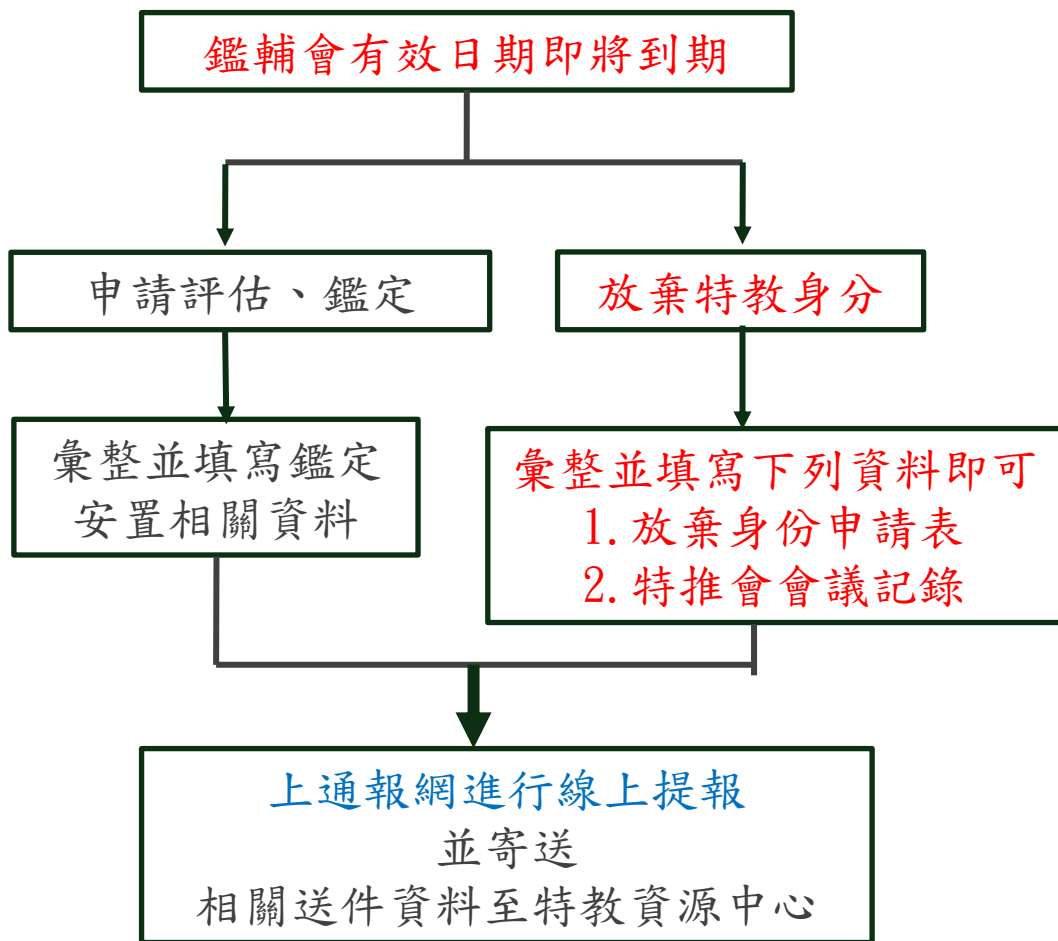 鑑輔會有效日期即將到期
申請評估、鑑定
放棄特教身分
彙整並填寫鑑定
安置相關資料
彙整並填寫下列資料即可
1.放棄身份申請表
2.特推會會議記錄
上通報網進行線上提報
並寄送
相關送件資料至特教資源中心